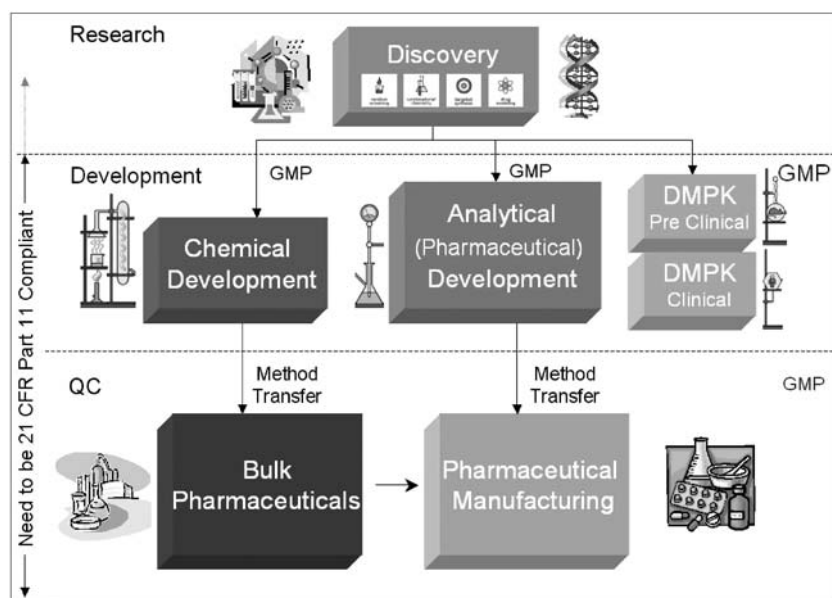 Research
Discovery
Development
GMP
GMP
GMP
Chemical
Development
Analytical
(Pharmaceutical)
Development
DMPK
Pre Clinical
DMPK
Clinical
Need to be 21 CFR Part 11 Compliant
QC
Method
Transfer
Method
Transfer
GMP
Bulk
Pharmaceuticals
Pharmaceutical
Manufacturing